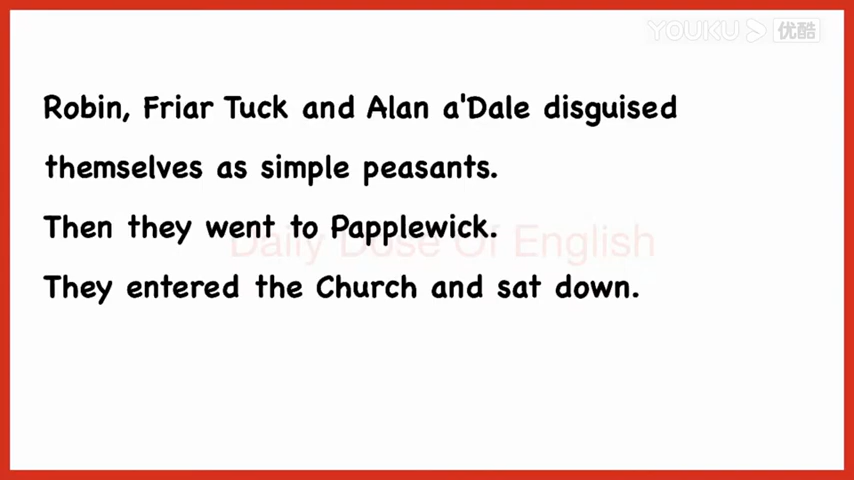 YOUKU 优酷
Robin, Friar Tuck and Alan a'Dale disguised
themselves as simple peasants.
Then they went to Papplewick.
Daily Dose Of English
They entered the Church and sat down.